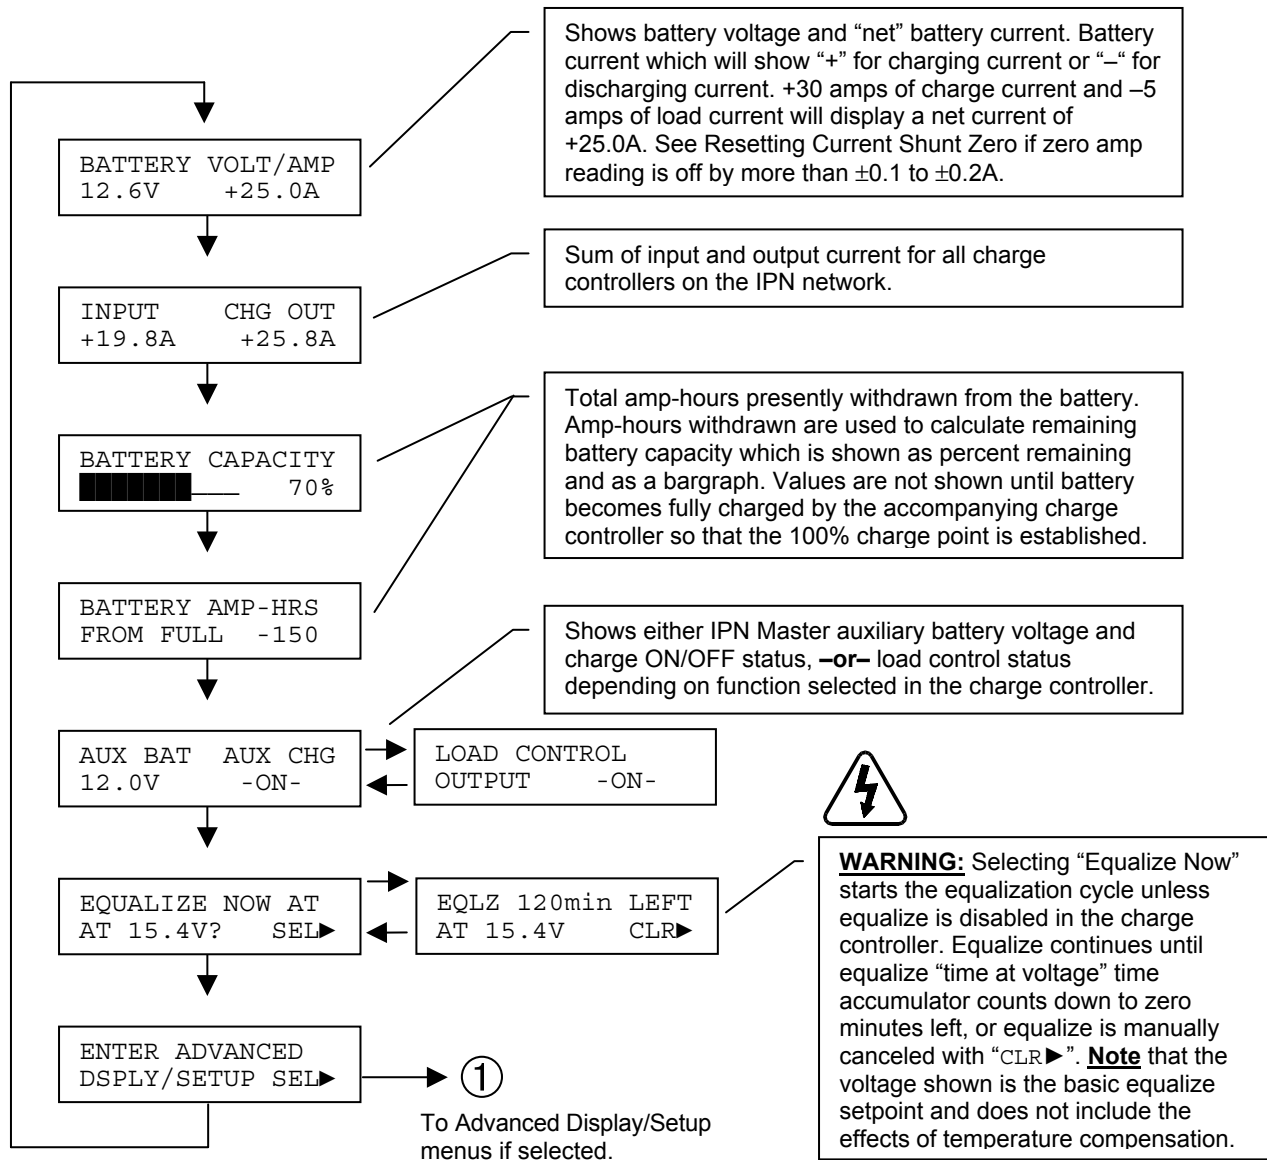 Shows battery voltage and “net” battery current. Battery
current which will show “+” for charging current or “–“ for
discharging current. +30 amps of charge current and –5
amps of load current will display a net current of
+25.0A. See Resetting Current Shunt Zero if zero amp
reading is off by more than ±0.1 to ±0.2A.
BATTERY VOLT/AMP
12.6V +25.0A
Sum of input and output current for all charge
controllers on the IPN network.
INPUT CHG OUT
+19.8A +25.8A
Total amp-hours presently withdrawn from the battery.
Amp-hours withdrawn are used to calculate remaining
battery capacity which is shown as percent remaining
and as a bargraph. Values are not shown until battery
becomes fully charged by the accompanying charge
controller so that the 100% charge point is established.
BATTERY CAPACITY
70%
BATTERY AMP-HRS
FROM FULL -150
Shows either IPN Master auxiliary battery voltage and
charge ON/OFF status, –or– load control status
depending on function selected in the charge controller.
AUX BAT AUX CHG
12.0V -ON-
LOAD CONTROL
OUTPUT -ON-
EQUALIZE NOW AT
AT 15.4V? SEL►
EQLZ 120min LEFT
AT 15.4V CLR►
WARNING: Selecting “Equalize Now”
starts the equalization cycle unless
equalize is disabled in the charge
controller. Equalize continues until
equalize “time at voltage” time
accumulator counts down to zero
minutes left, or equalize is manually
canceled with “CLR►”. Note that the
voltage shown is the basic equalize
setpoint and does not include the
effects of temperature compensation.
ENTER ADVANCED
DSPLY/SETUP SEL►
1
To Advanced Display/Setup
menus if selected.